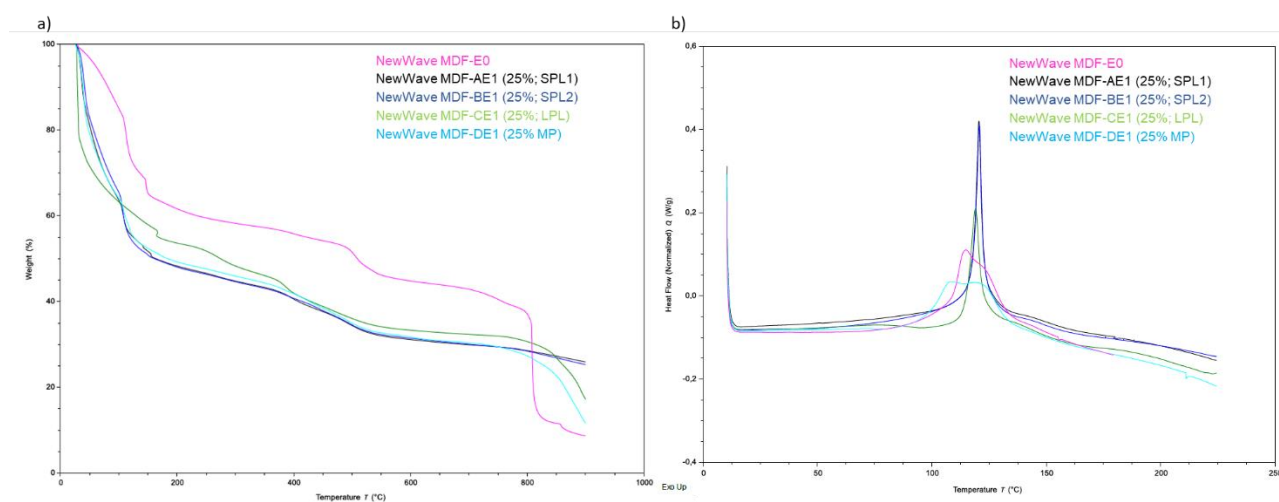 a)
NewWave MDF-E0
NewWave MDF-AE1 (25%; SPL1)
NewWave MDF-BE1 (25%; SPL2)
NewWave MDF-CE1 (25%; LPL)
NewWave MDF-DE1 (25% MP)
Weight (%)
100
80
60
40
20
0
0
200
400
600
800
1000
Temperature T (°C)
b)
NewWave MDF-E0
NewWave MDF-AE1 (25%; SPL1)
NewWave MDF-BE1 (25%; SPL2)
NewWave MDF-CE1 (25%; LPL)
NewWave MDF-DE1 (25% MP)
Heat Flow (Normalized) Q (W/g)
0,6
0,4
0,2
0,0
-0,2
-0,4
0
50
100
150
200
250
Exo Up
Temperature T (°C)